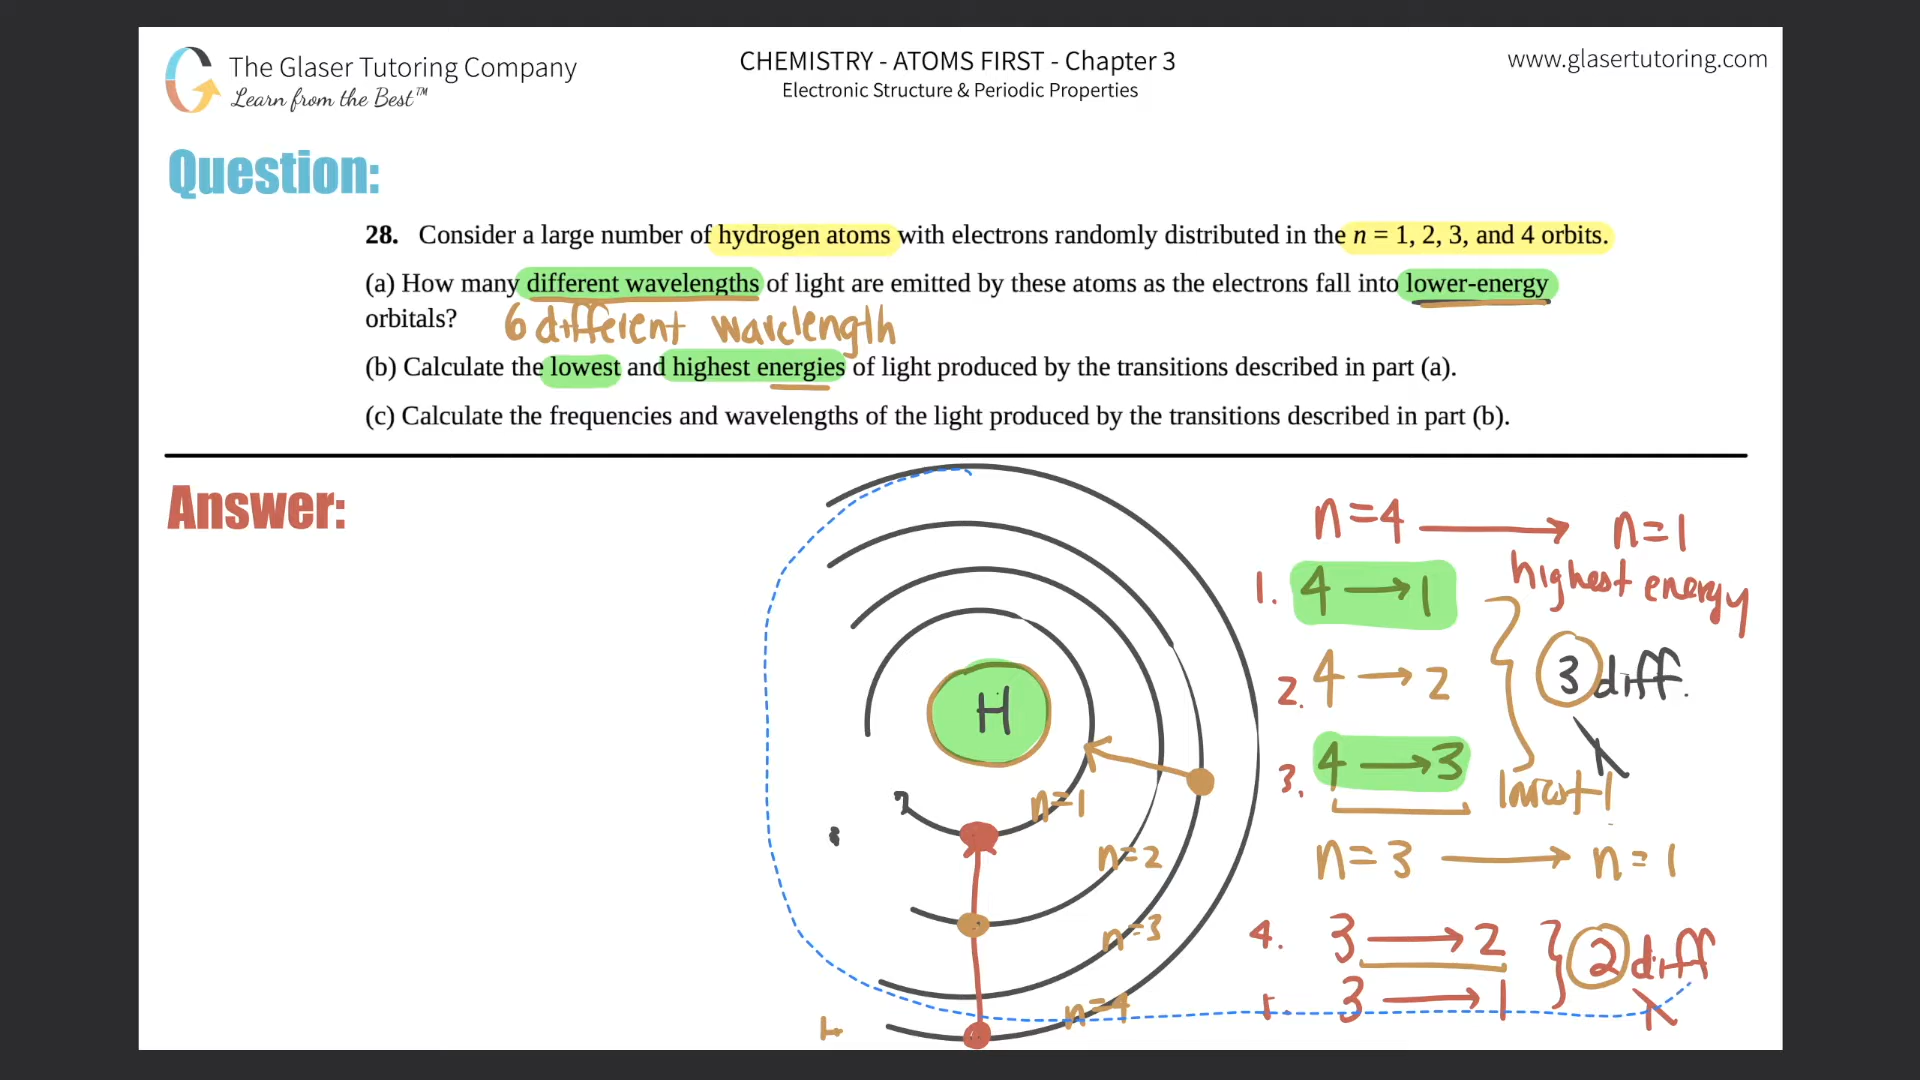 The Glaser Tutoring Company
Learn from the Best™
CHEMISTRY - ATOMS FIRST - Chapter 3
Electronic Structure & Periodic Properties
www.glasertutoring.com
Question:
28. Consider a large number of hydrogen atoms with electrons randomly distributed in the n = 1, 2, 3, and 4 orbits.
(a) How many different wavelengths of light are emitted by these atoms as the electrons fall into lower-energy
orbitals? 6 different wavelength
(b) Calculate the lowest and highest energies of light produced by the transitions described in part (a).
(c) Calculate the frequencies and wavelengths of the light produced by the transitions described in part (b).
Answer:
H
n=1
n=2
n=3
n=4
n=4 → n=1
highest energy
1. 4 → 1
2. 4 → 2
3 diff.
λ
3. 4 → 3
n=3 → n=1
4. 3 → 2
2 diff
3 → 1
λ